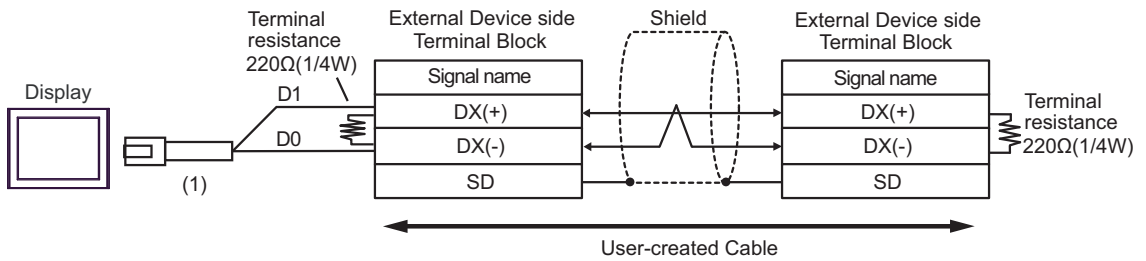 Display
(1)
D1
D0
Terminal
resistance
220Ω(1/4W)
External Device side
Terminal Block
Signal name
DX(+)
DX(-)
SD
Shield
External Device side
Terminal Block
Signal name
DX(+)
DX(-)
SD
Terminal
resistance
220Ω(1/4W)
User-created Cable